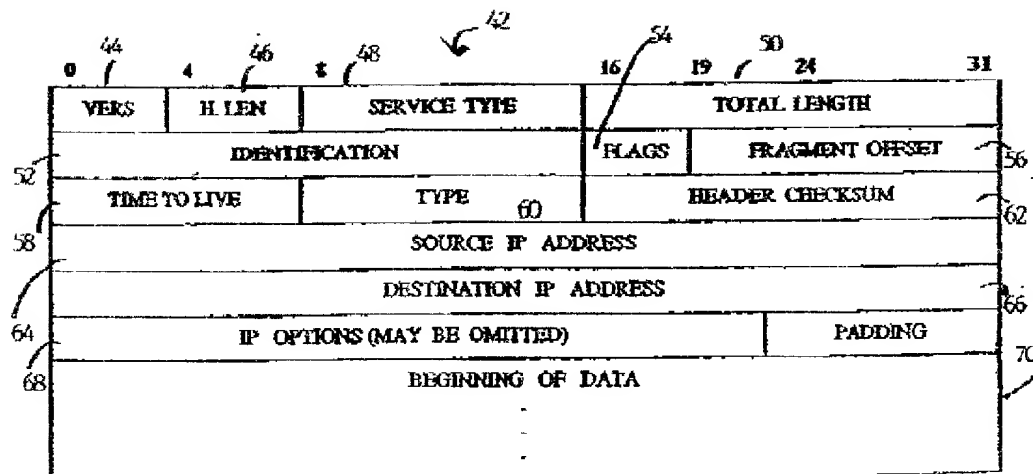 42
44 46 48 54 50
0 4 8 16 19 24 31
VERS H. LEN SERVICE TYPE TOTAL LENGTH
IDENTIFICATION FLAGS FRAGMENT OFFSET
52 56
TIME TO LIVE TYPE 60 HEADER CHECKSUM
58 62
SOURCE IP ADDRESS
DESTINATION IP ADDRESS
64 66
IP OPTIONS (MAY BE OMITTED) PADDING
68 70
BEGINNING OF DATA